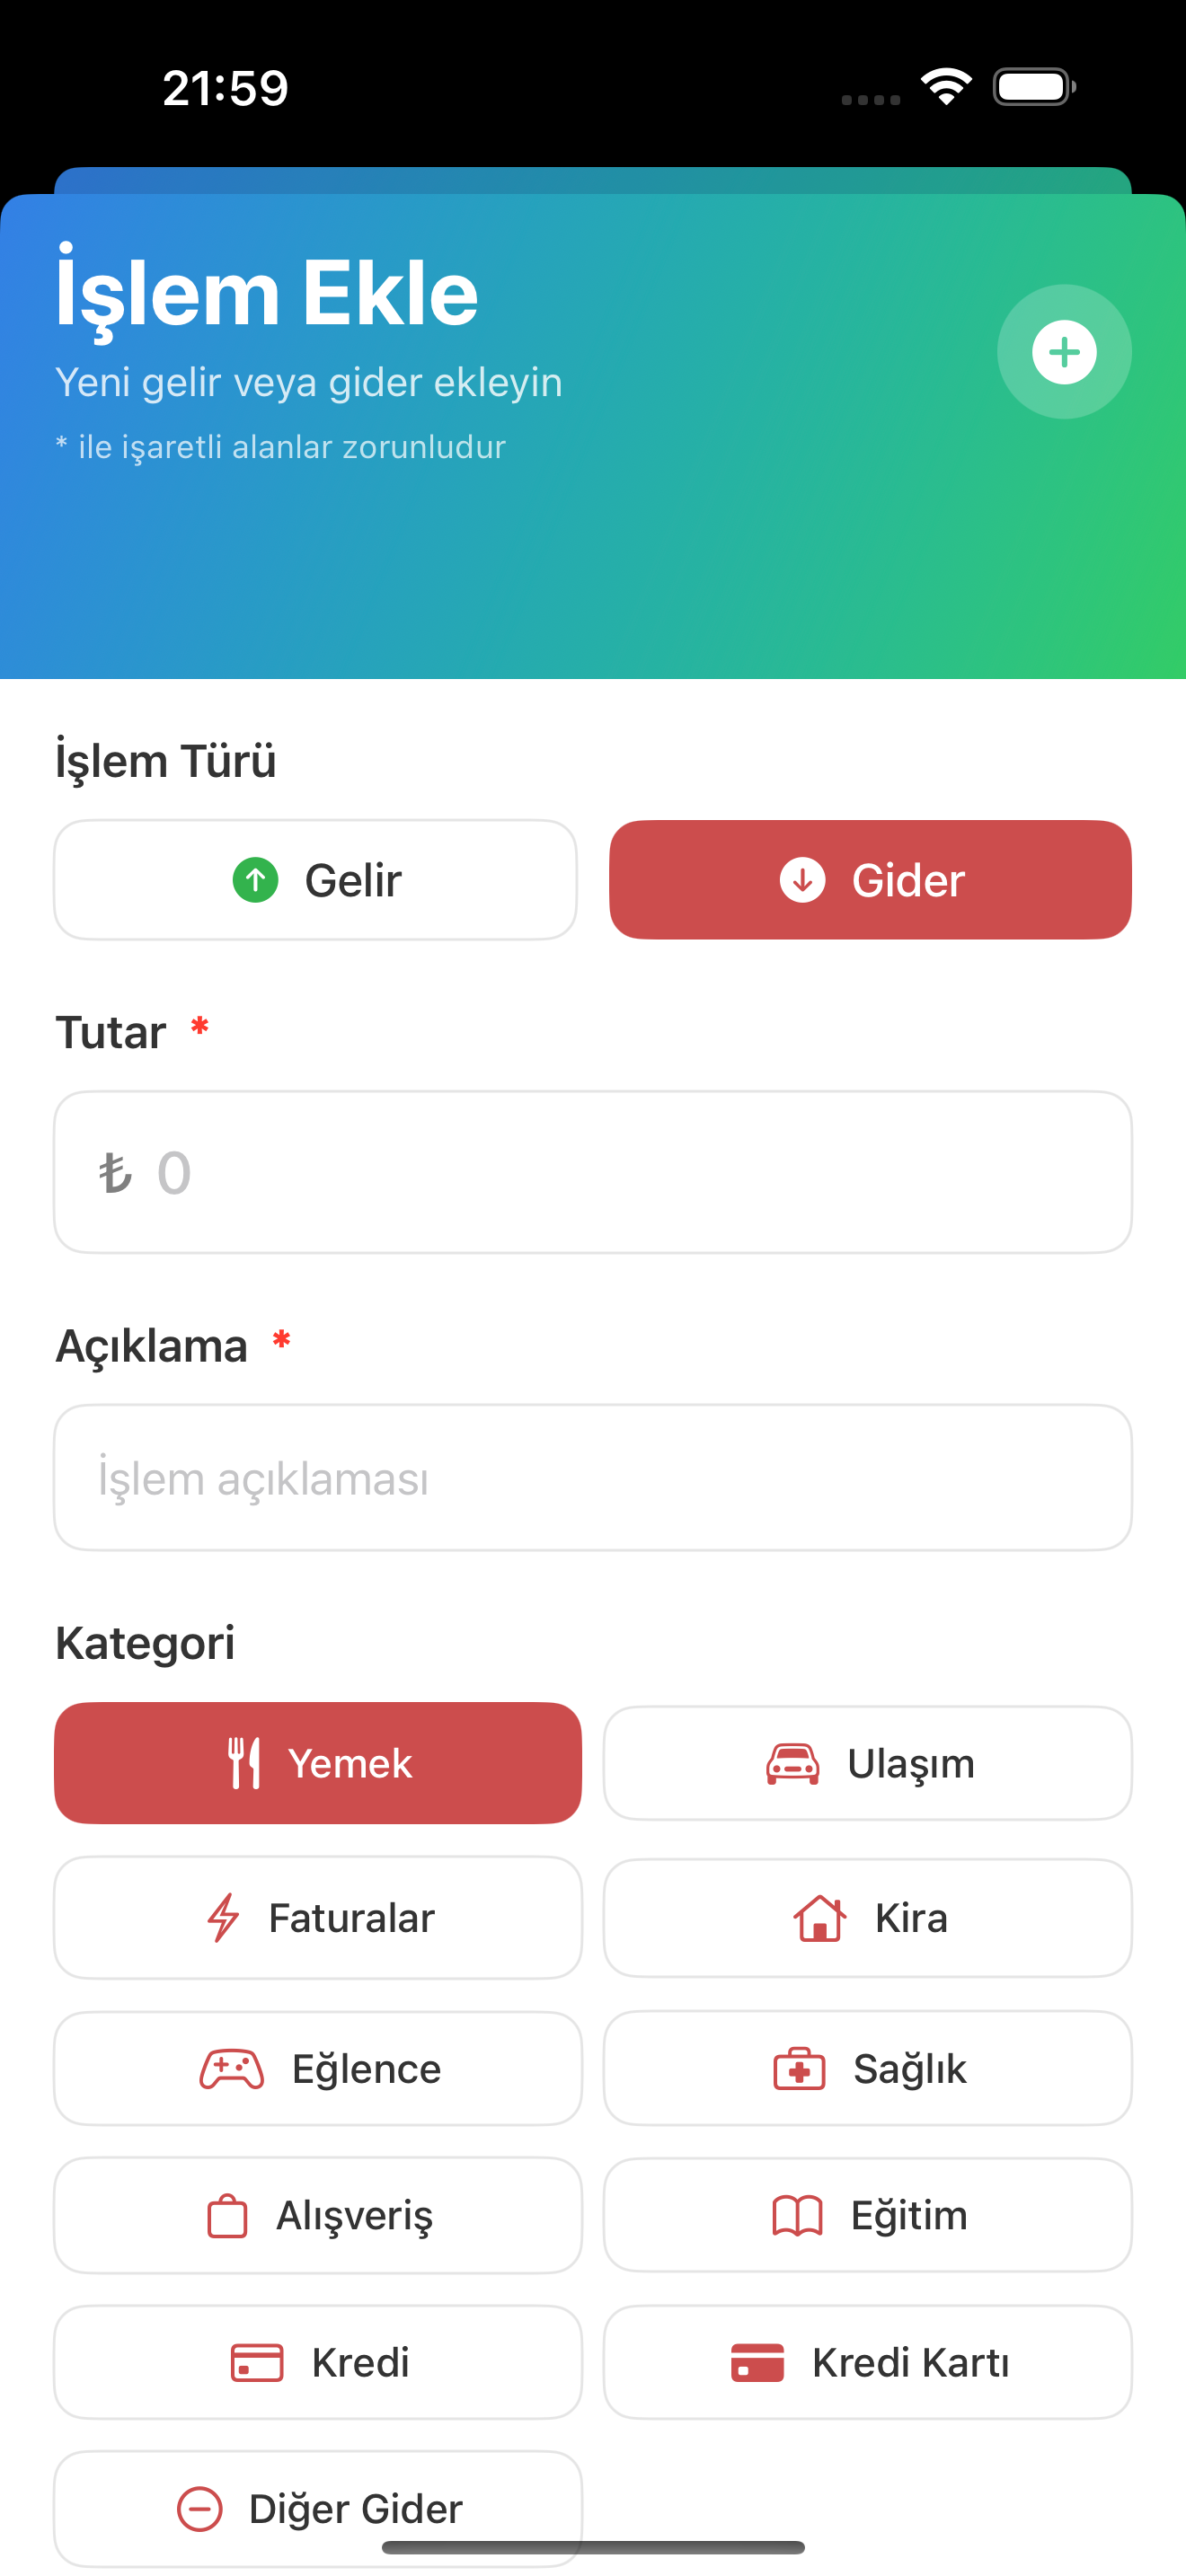 21:59
İşlem Ekle
Yeni gelir veya gider ekleyin
* ile işaretli alanlar zorunludur
İşlem Türü
Gelir
Gider
Tutar *
₺ 0
Açıklama *
İşlem açıklaması
Kategori
Yemek
Ulaşım
Faturalar
Kira
Eğlence
Sağlık
Alışveriş
Eğitim
Kredi
Kredi Kartı
Diğer Gider